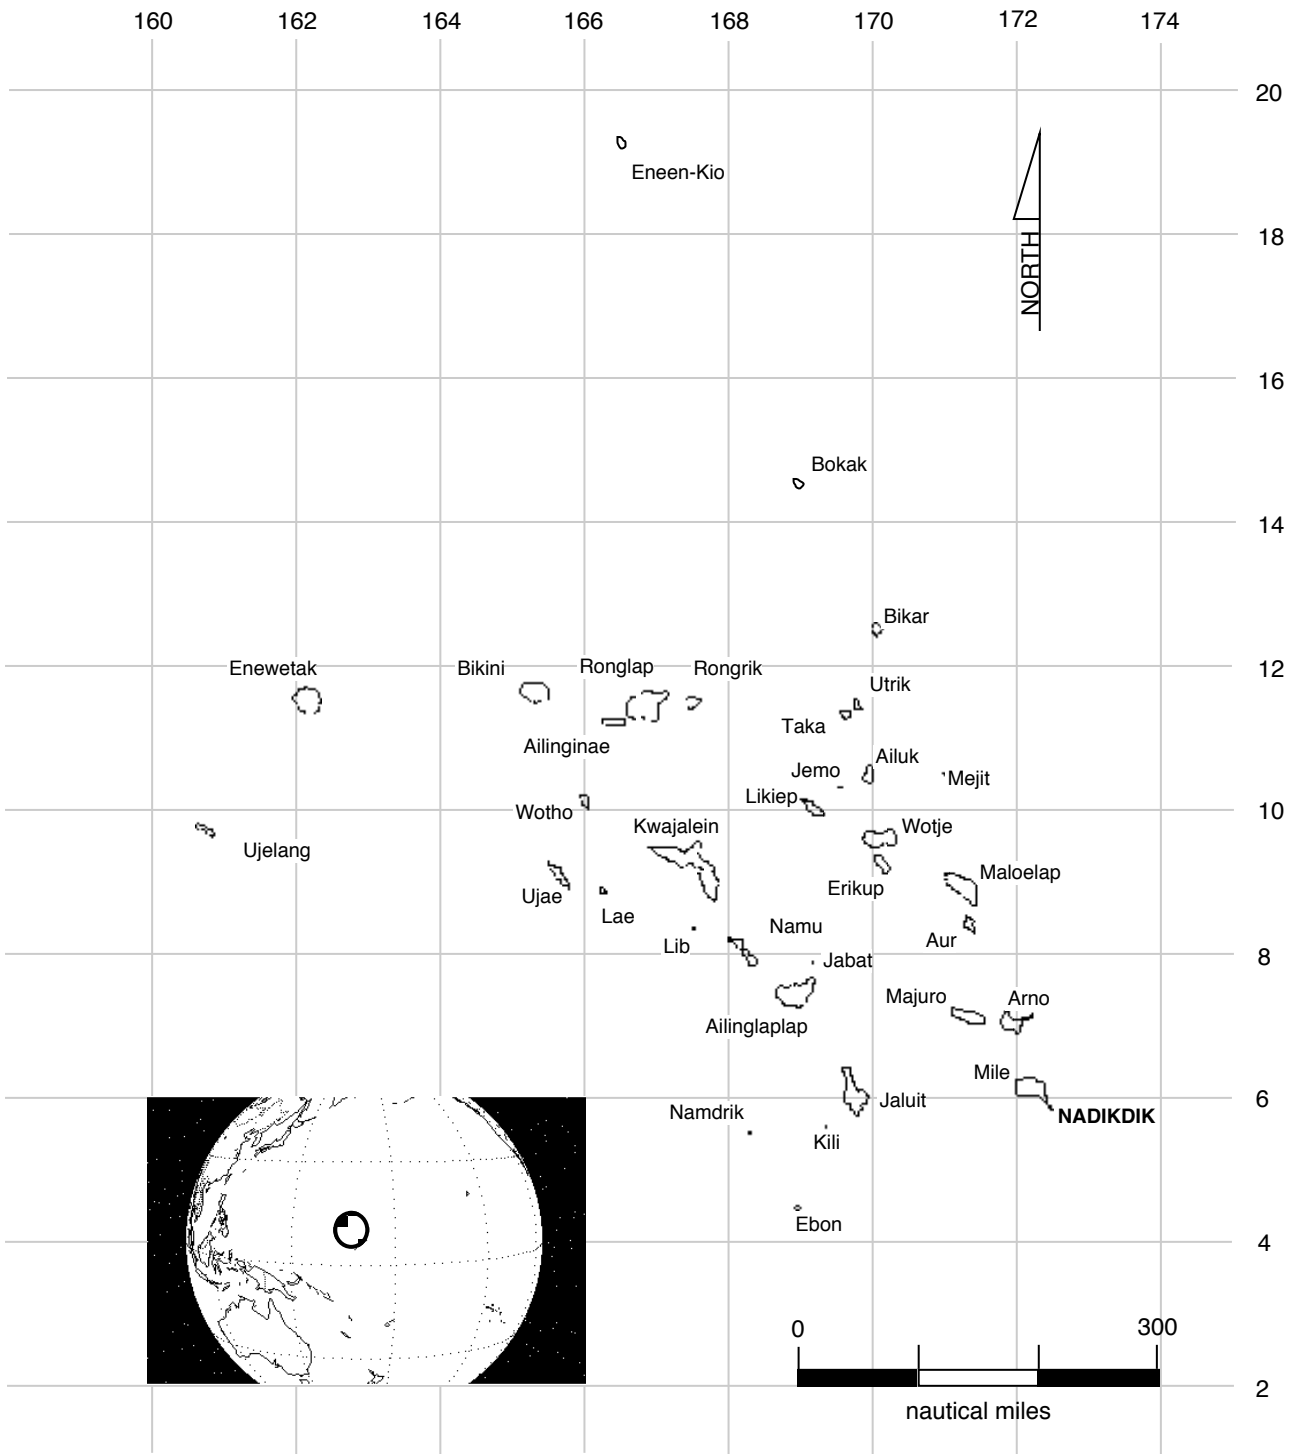 160 162 164 166 168 170 172 174
20
Eneen-Kio
NORTH
18
16
Bokak
14
Bikar
12
Enewetak
Bikini
Ronglap
Rongrik
Utrik
Taka
Ailinginae
Ailuk
Jemo
Mejit
Likiep
10
Wotho
Kwajalein
Wotje
Ujelang
Maloelap
Erikup
Ujae
Lae
Namu
Aur
Lib
8
Jabat
Majuro
Arno
Ailinglaplap
Mile
6
Jaluit
Namdrik
NADIKDIK
Kili
Ebon
4
0 300
2
nautical miles